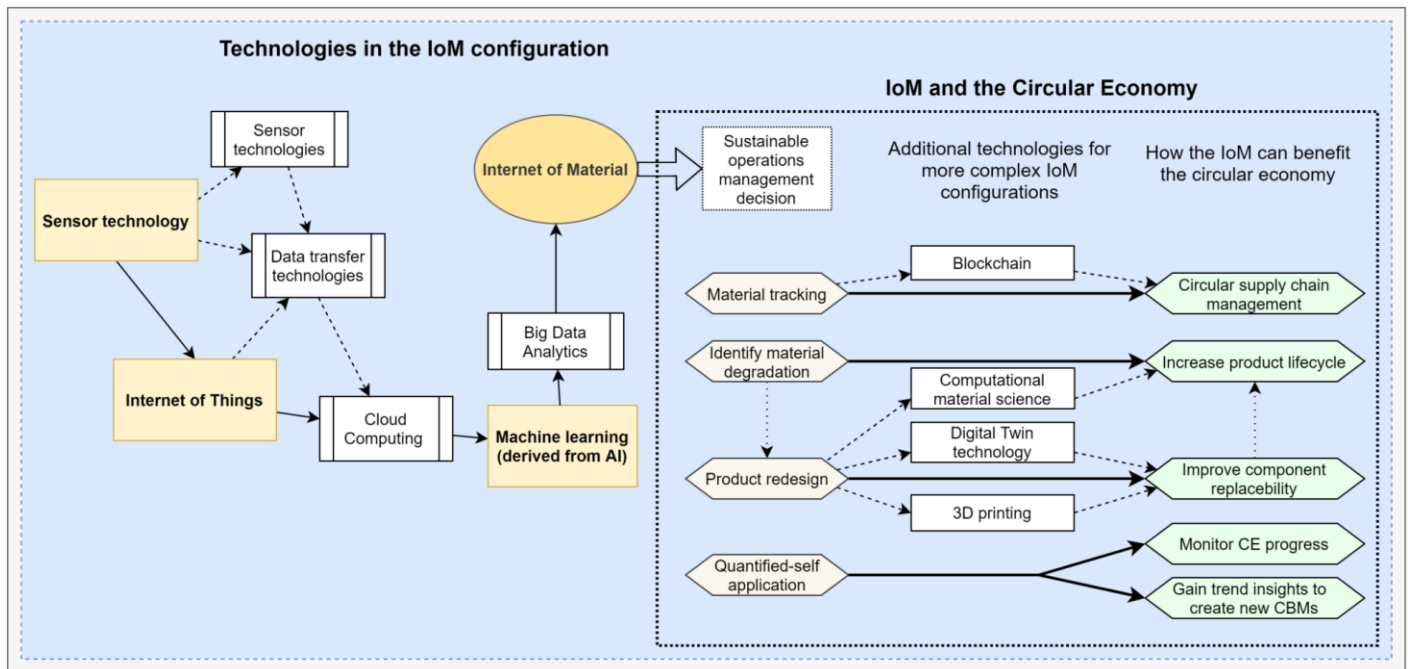 Technologies in the IoM configuration
Sensor
technologies
Sensor technology
Data transfer
technologies
Internet of Things
Cloud
Computing
Internet of Material
Big Data
Analytics
Machine learning
(derived from AI)
IoM and the Circular Economy
Sustainable
operations
management
decision
Additional technologies for
more complex IoM
configurations
How the IoM can benefit
the circular economy
Material tracking
Blockchain
Circular supply chain
management
Identify material
degradation
Increase product lifecycle
Computational
material science
Digital Twin
technology
Product redesign
Improve component
replacebility
3D printing
Quantified-self
application
Monitor CE progress
Gain trend insights to
create new CBMs